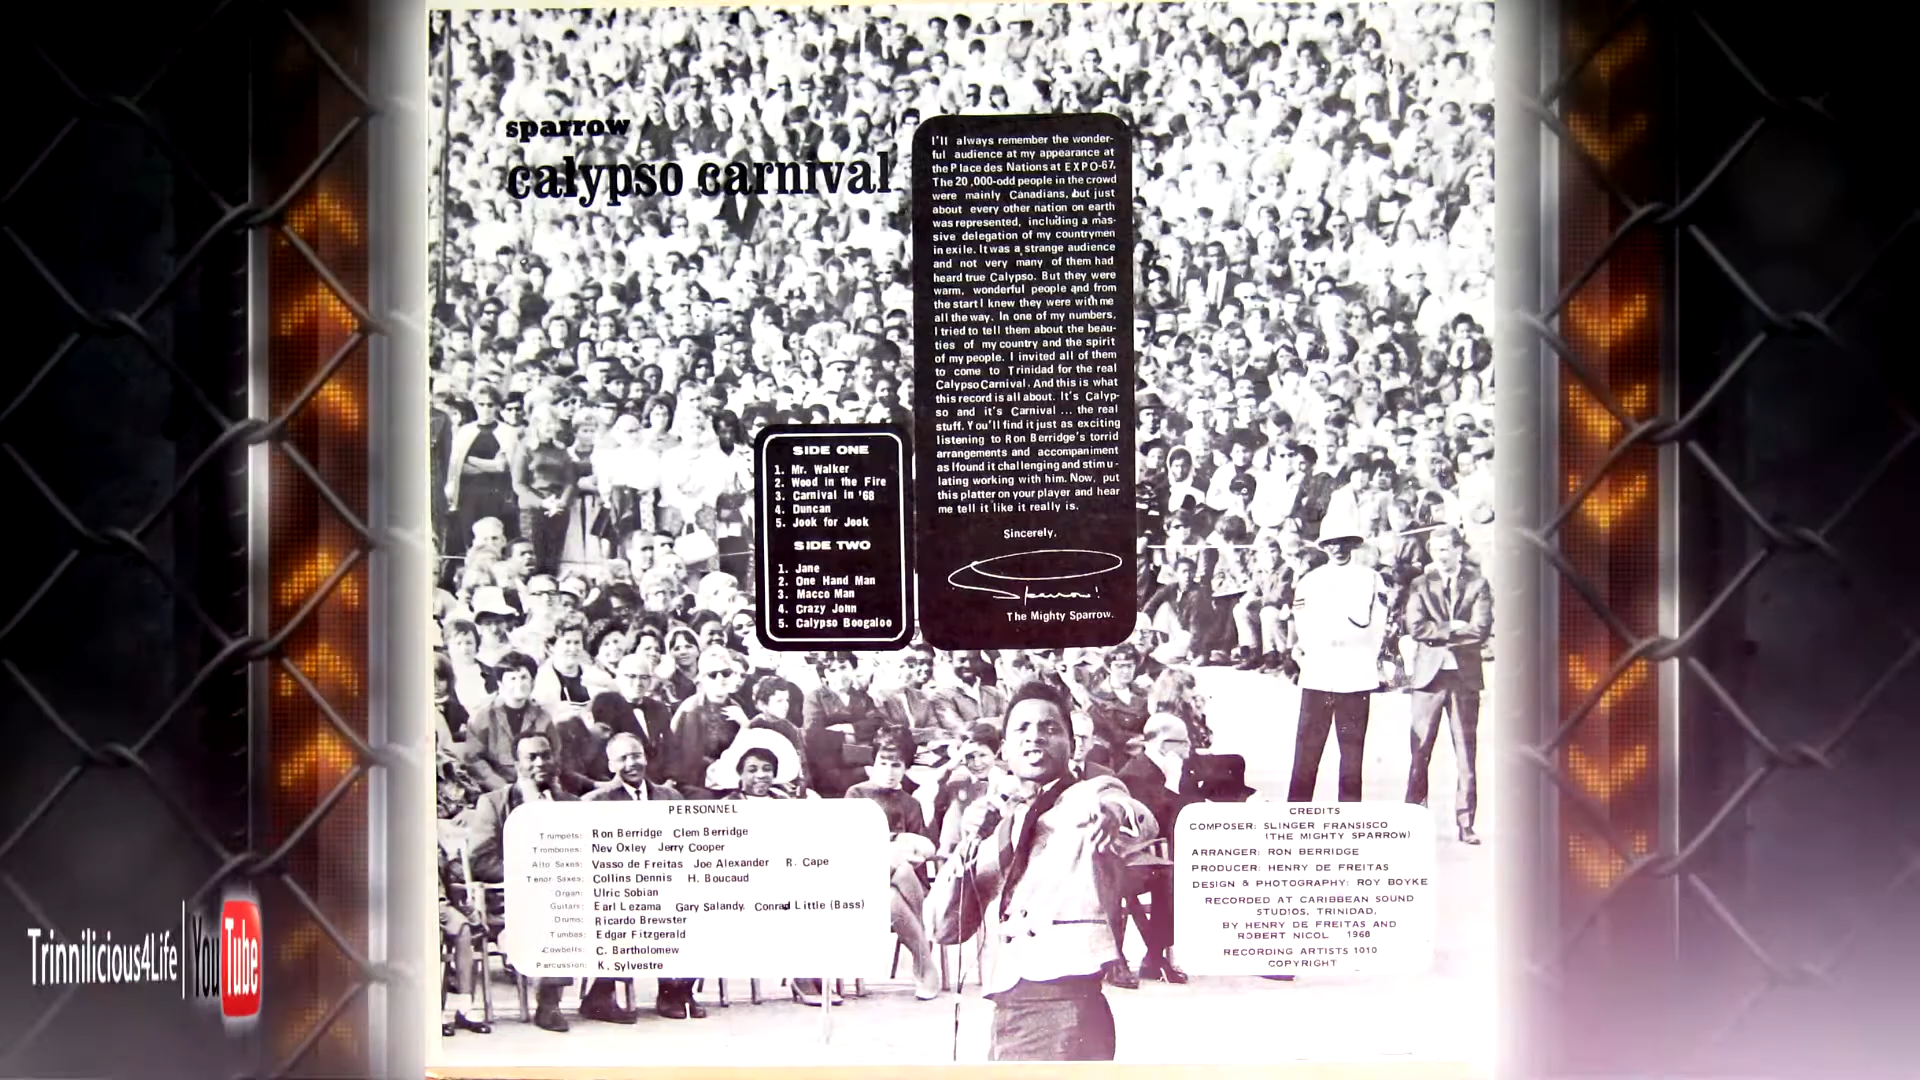 sparrow
calypso carnival
I'll always remember the wonder-
ful audience at my appearance at
the Place des Nations at EXPO-67.
The 20,000-odd people in the crowd
were mainly Canadians, but just
about every other nation on earth
was represented, including a mas-
sive delegation of my countrymen
in exile. It was a strange audience
and not very many of them had
heard true Calypso. But they were
warm, wonderful people and from
the start I knew they were with me
all the way. In one of my numbers,
I tried to tell them about the beau-
ties of my country and the spirit
of my people. I invited all of them
to come to Trinidad for the real
Calypso Carnival. And this is what
this record is all about. It's Calyp-
so and it's Carnival ... the real
stuff. You'll find it just as exciting
listening to Ron Berridge's torrid
arrangements and accompaniment
as I found it challenging and stimu-
lating working with him. Now, put
this platter on your player and hear
me tell it like it really is.
Sincerely,
Sparrow!
The Mighty Sparrow.
SIDE ONE
1. Mr. Walker
2. Wood in the Fire
3. Carnival in '68
4. Duncan
5. Jook for Jook
SIDE TWO
1. Jane
2. One Hand Man
3. Macco Man
4. Crazy John
5. Calypso Boogaloo
PERSONNEL
Trumpets: Ron Berridge Clem Berridge
Trombones: Nev Oxley Jerry Cooper
Alto Saxes: Vasso de Freitas Joe Alexander R. Cape
Tenor Saxes: Collins Dennis H. Boucaud
Organ: Ulric Sobian
Guitars: Earl Lezama Gary Salandy. Conrad Little (Bass)
Drums: Ricardo Brewster
Tumbas: Edgar Fitzgerald
Cowbells: C. Bartholomew
Percussion: K. Sylvestre
CREDITS
COMPOSER: SLINGER FRANSISCO
(THE MIGHTY SPARROW)
ARRANGER: RON BERRIDGE
PRODUCER: HENRY DE FREITAS
DESIGN & PHOTOGRAPHY: ROY BOYKE
RECORDED AT CARIBBEAN SOUND
STUDIOS, TRINIDAD,
BY HENRY DE FREITAS AND
ROBERT NICOL 1968
RECORDING ARTISTS 1010
COPYRIGHT
Trinnilicious4Life
YouTube